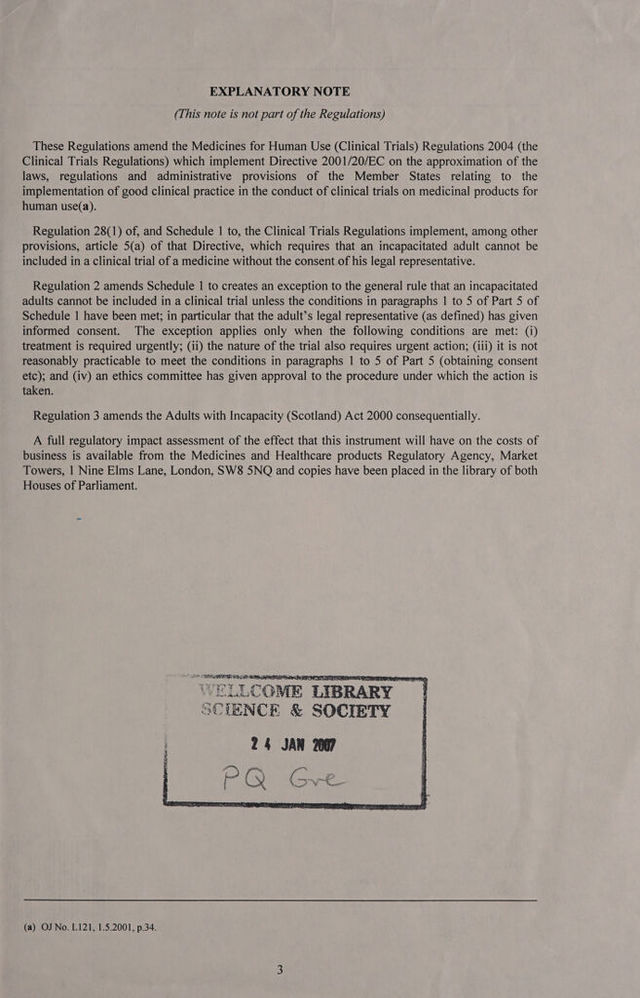 EXPLANATORY NOTE
(This note is not part of the Regulations)
These Regulations amend the Medicines for Human Use (Clinical Trials) Regulations 2004 (the
Clinical Trials Regulations) which implement Directive 2001/20/EC on the approximation of the
laws, regulations and administrative provisions of the Member States relating to the
implementation of good clinical practice in the conduct of clinical trials on medicinal products for
human use(a).
Regulation 28(1) of, and Schedule 1 to, the Clinical Trials Regulations implement, among other
provisions, article 5(a) of that Directive, which requires that an incapacitated adult cannot be
included in a clinical trial of a medicine without the consent of his legal representative.
Regulation 2 amends Schedule 1 to creates an exception to the general rule that an incapacitated
adults cannot be included in a clinical trial unless the conditions in paragraphs 1 to 5 of Part 5 of
Schedule 1 have been met; in particular that the adult's legal representative (as defined) has given
informed consent. The exception applies only when the following conditions are met: (i)
treatment is required urgently; (ii) the nature of the trial also requires urgent action; (iii) it is not
reasonably practicable to meet the conditions in paragraphs 1 to 5 of Part 5 (obtaining consent
etc); and (iv) an ethics committee has given approval to the procedure under which the action is
taken.
Regulation 3 amends the Adults with Incapacity (Scotland) Act 2000 consequentially.
A full regulatory impact assessment of the effect that this instrument will have on the costs of
business is available from the Medicines and Healthcare products Regulatory Agency, Market
Towers, 1 Nine Elms Lane, London, SW8 5NQ and copies have been placed in the library of both
Houses of Parliament.
WELLCOME LIBRARY
SCIENCE & SOCIETY
24 JAN 2007
PQ Gre
(a) OJ No. L121, 1.5.2001, p.34.
3